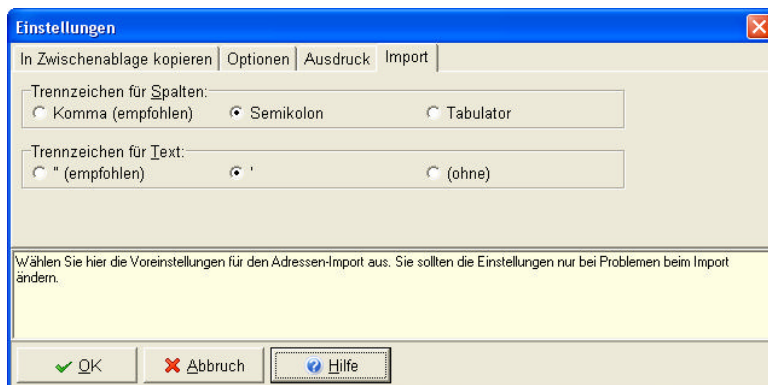 Einstellungen
In Zwischenablage kopieren Optionen Ausdruck Import
Trennzeichen für Spalten:
Komma (empfohlen) Semikolon Tabulator
Trennzeichen für Text:
" (empfohlen) ' (ohne)
Wählen Sie hier die Voreinstellungen für den Adressen-Import aus. Sie sollten die Einstellungen nur bei Problemen beim Import
ändern.
OK Abbruch Hilfe